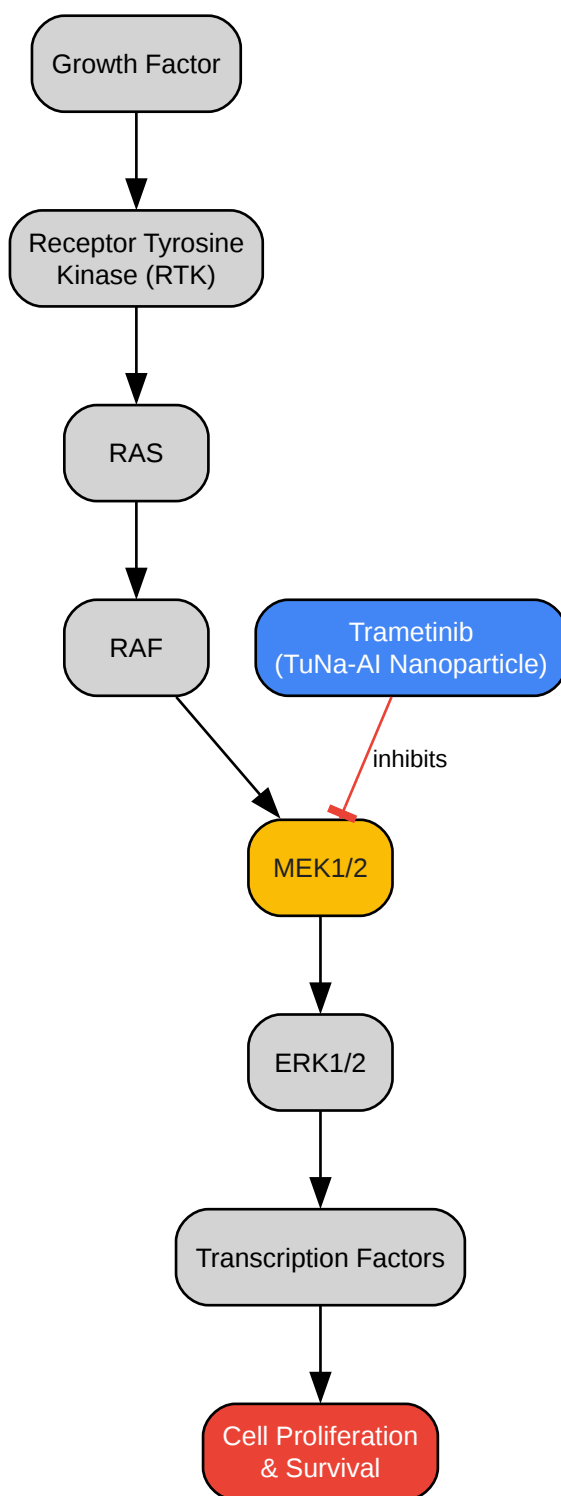 Growth Factor
Receptor Tyrosine
Kinase (RTK)
RAS
RAF
Trametinib
(TuNa-AI Nanoparticle)
inhibits
MEK1/2
ERK1/2
Transcription Factors
Cell Proliferation
& Survival